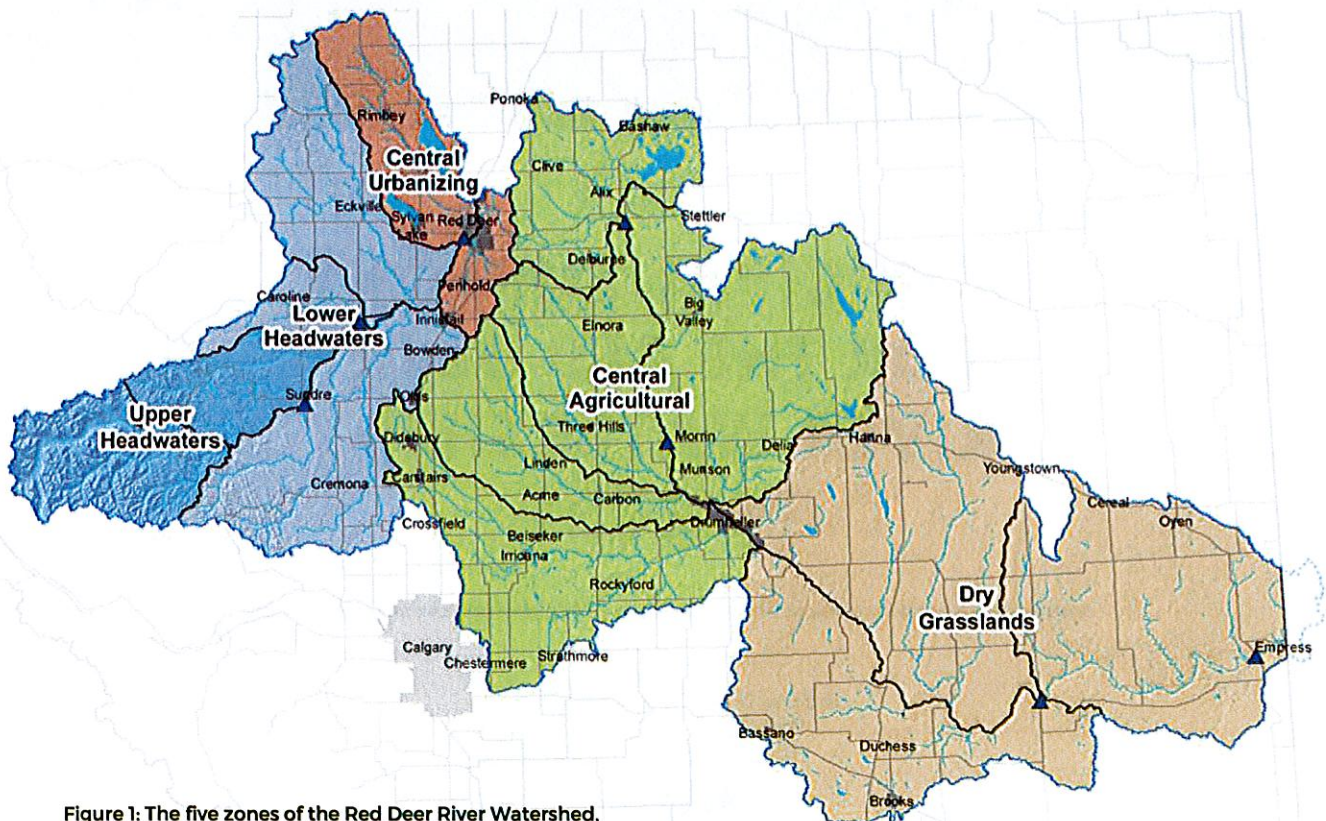 Ponoka
Bashaw
Rimbey
Central
Urbanizing
Clive
Alix
Eckville
Sylvan
Lake
Red Deer
Stettler
Delburne
Penhold
Caroline
Lower
Headwaters
Innisfail
Elnora
Big
Valley
Bowden
Central
Agricultural
Sundre
Olds
Upper
Headwaters
Didsbury
Three Hills
Morrin
Delia
Hanna
Linden
Munson
Youngstown
Carstairs
Cremona
Acme
Carbon
Cereal
Crossfield
Drumheller
Oyen
Beiseker
Irricana
Rockyford
Dry
Grasslands
Calgary
Chestermere
Strathmore
Empress
Bassano
Duchess
Brooks
Figure 1: The five zones of the Red Deer River Watershed.